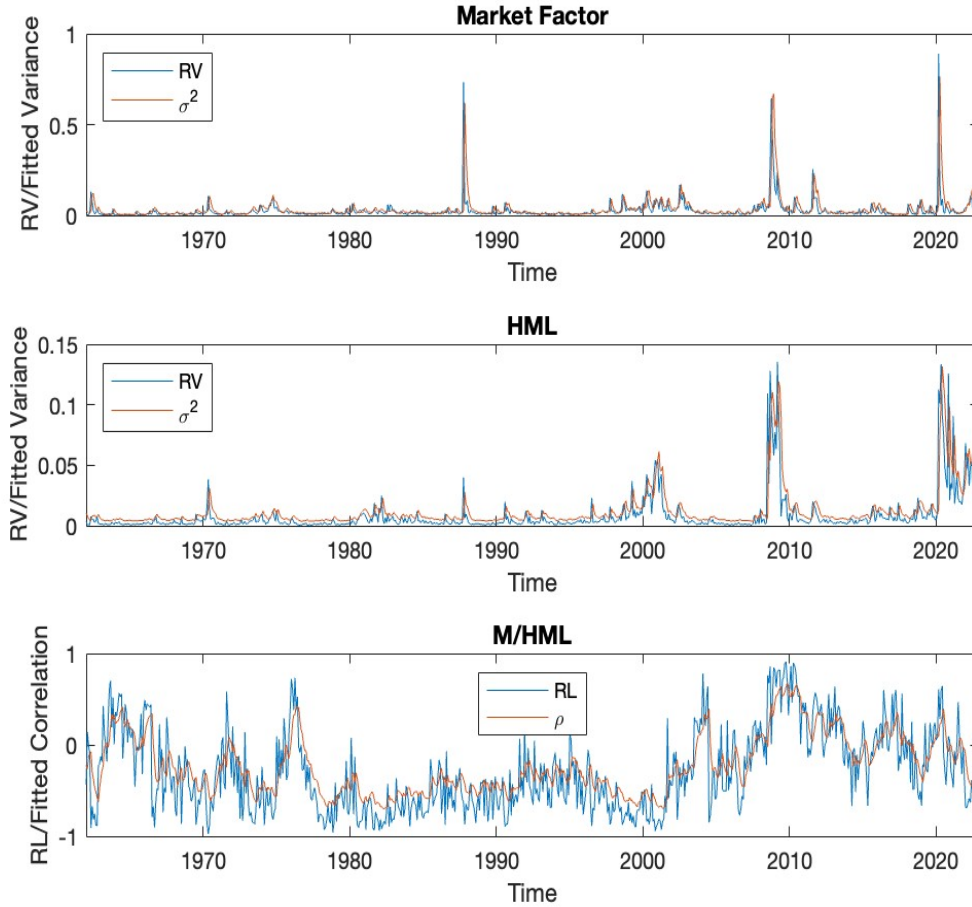 Market Factor
RV/Fitted Variance
1
0.5
0
RV
σ²
1970 1980 1990 2000 2010 2020
Time
HML
RV/Fitted Variance
0.15
0.1
0.05
0
RV
σ²
1970 1980 1990 2000 2010 2020
Time
M/HML
RL/Fitted Correlation
1
0
-1
RL
ρ
1970 1980 1990 2000 2010 2020
Time